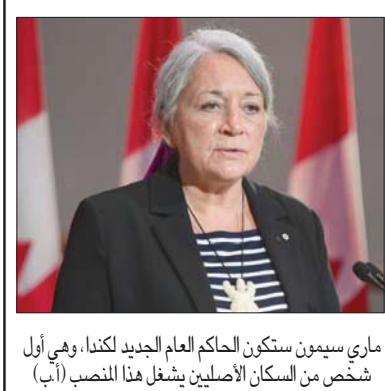 ماري سيمون ستكون الحاكم العام الجديد لكندا، وهي أول
شخص من السكان الأصليين يشغل هذا المنصب (أ.ب)